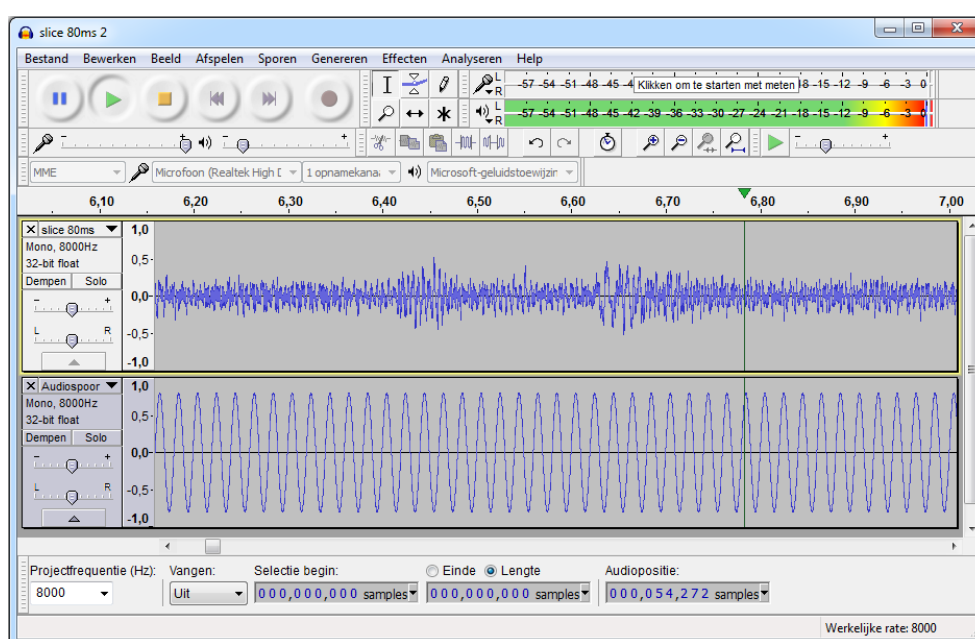 slice 80ms 2
Bestand Bewerken Beeld Afspelen Sporen Genereren Effecten Analyseren Help
L
R
-57 -54 -51 -48 -45 -4 Klikken om te starten met meten 8 -15 -12 -9 -6 -3 0
L
R
-57 -54 -51 -48 -45 -42 -39 -36 -33 -30 -27 -24 -21 -18 -15 -12 -9 -6 -3 0
- + - +
- +
MME Microfoon (Realtek High D 1 opnamekanaa Microsoft-geluidstoewijzin
6,10 6,20 6,30 6,40 6,50 6,60 6,70 6,80 6,90 7,00
X slice 80ms 1,0
Mono, 8000Hz
32-bit float 0,5
Dempen Solo
- + 0,0
L R -0,5
-1,0
X Audiospoor 1,0
Mono, 8000Hz
32-bit float 0,5
Dempen Solo
- + 0,0
L R -0,5
-1,0
Projectfrequentie (Hz): Vangen: Selectie begin: Einde Lengte Audiopositie:
8000 Uit 000,000,000 samples 000,000,000 samples 000,054,272 samples
Werkelijke rate: 8000